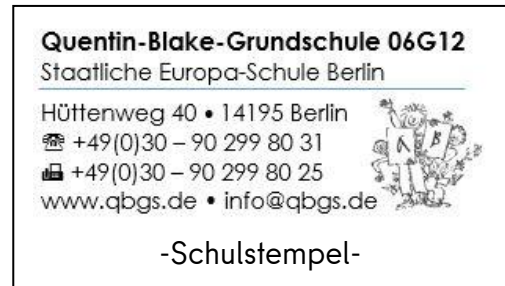 Quentin-Blake-Grundschule 06G12
Staatliche Europa-Schule Berlin
Hüttenweg 40 • 14195 Berlin
☎ +49(0)30 – 90 299 80 31
📠 +49(0)30 – 90 299 80 25
www.qbgs.de • info@qbgs.de
A B
-Schulstempel-